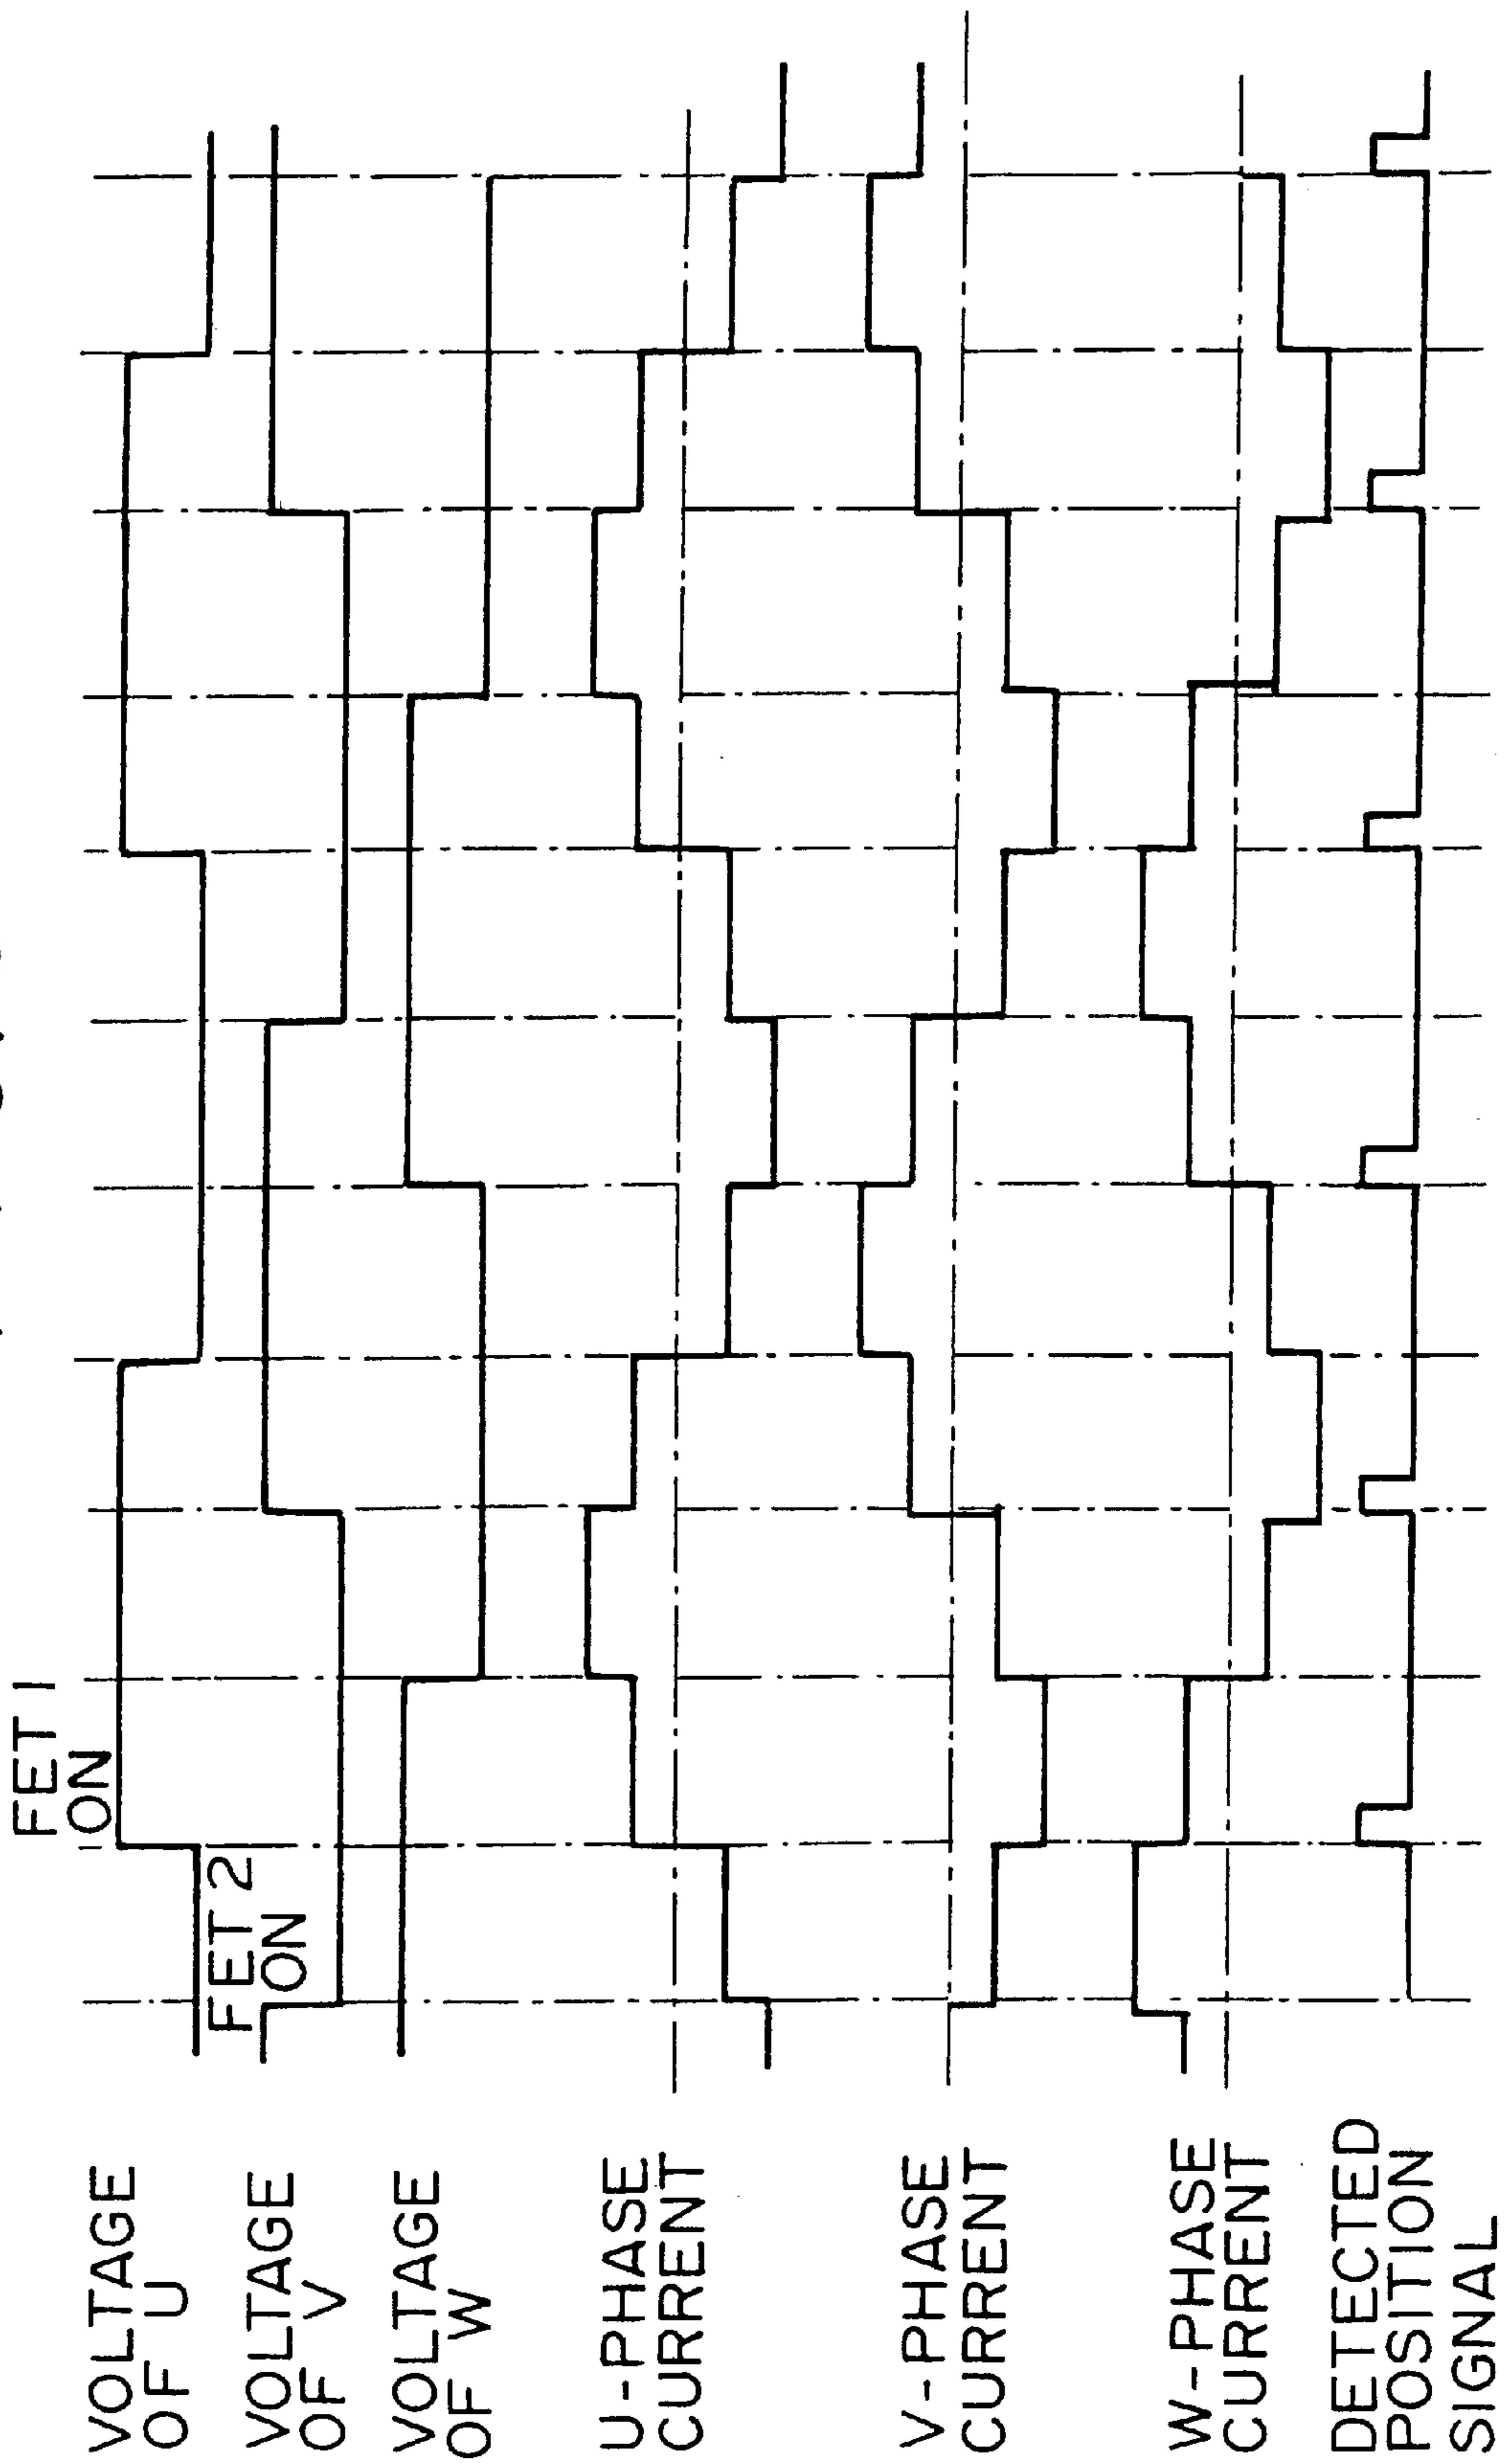 FET 1
ON
FET 2
ON
VOLTAGE
OF U
VOLTAGE
OF V
VOLTAGE
OF W
U-PHASE
CURRENT
V-PHASE
CURRENT
W-PHASE
CURRENT
DETECTED
POSITION
SIGNAL